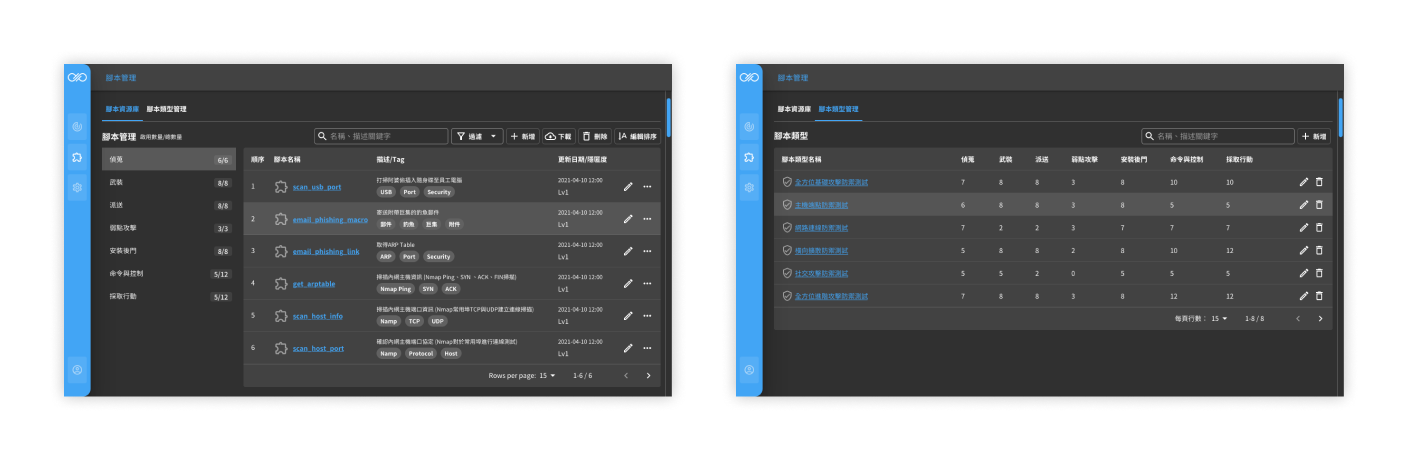 腳本管理
腳本資源庫 腳本類型管理
腳本管理 啟用數量/總數量
名稱、描述關鍵字
過濾
新增
下載
刪除
編輯排序
偵蒐 6/6
武裝 8/8
派送 8/8
弱點攻擊 3/3
安裝後門 8/8
命令與控制 5/12
採取行動 5/12
順序 腳本名稱 描述/Tag 更新日期/隱匿度
1 scan_usb_port 打掃阿婆偷插入隨身碟至員工電腦 2021-04-10 12:00
USB Port Security Lv1
2 email_phishing_macro 寄送附帶巨集的釣魚郵件 2021-04-10 12:00
郵件 釣魚 巨集 附件 Lv1
3 email_phishing_link 取得ARP Table 2021-04-10 12:00
ARP Port Security Lv1
4 get_arptable 掃描內網主機資訊 (Nmap Ping、SYN、ACK、FIN掃描) 2021-04-10 12:00
Nmap Ping SYN ACK Lv1
5 scan_host_info 掃描內網主機端口資訊 (Nmap常用埠TCP與UDP建立連線掃描) 2021-04-10 12:00
Namp TCP UDP Lv1
6 scan_host_port 確認內網主機端口協定 (Nmap對於常用埠進行連線測試) 2021-04-10 12:00
Namp Protocol Host Lv1
Rows per page: 15 1-6 / 6
腳本管理
腳本資源庫 腳本類型管理
腳本類型
名稱、描述關鍵字
新增
腳本類型名稱 偵蒐 武裝 派送 弱點攻擊 安裝後門 命令與控制 採取行動
全方位基礎攻擊防禦測試 7 8 8 3 8 10 10
主機端點防禦測試 6 8 8 3 8 5 5
網路連線防禦測試 7 2 2 3 7 7 7
橫向擴散防禦測試 5 8 8 2 8 10 12
社交攻擊防禦測試 5 5 2 0 5 5 5
全方位進階攻擊防禦測試 7 8 8 3 8 12 12
每頁行數： 15 1-8 / 8